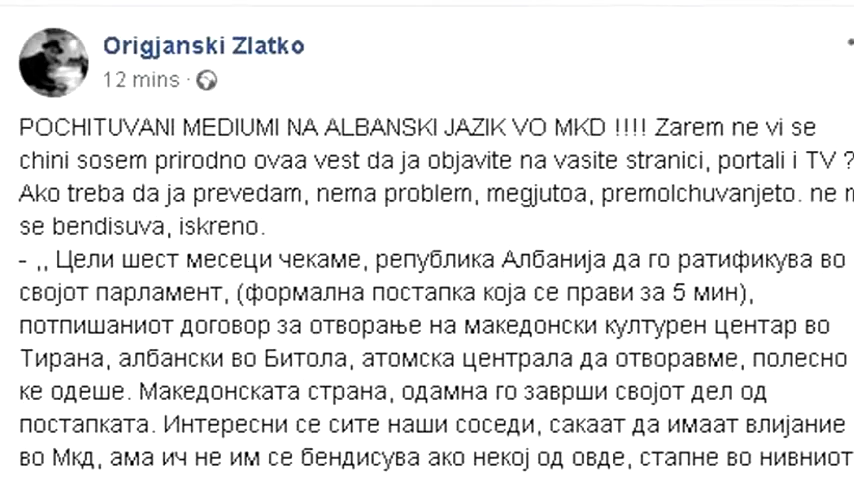 Origjanski Zlatko
12 mins ·
POCHITUVANI MEDIUMI NA ALBANSKI JAZIK VO MKD !!!! Zarem ne vi se
chini sosem prirodno ovaa vest da ja objavite na vasite stranici, portali i TV ?
Ako treba da ja prevedam, nema problem, megjutoa, premolchuvanjeto. ne
se bendisuva, iskreno.
- ,, Цели шест месеци чекаме, република Албанија да го ратификува во
својот парламент, (формална постапка која се прави за 5 мин),
потпишаниот договор за отворање на македонски културен центар во
Тирана, албански во Битола, атомска централа да отворавме, полесно
ке одеше. Македонската страна, одамна го заврши својот дел од
постапката. Интересни се сите наши соседи, сакаат да имаат влијание
во Мкд, ама ич не им се бендисува ако некој од овде, стапне во нивниот